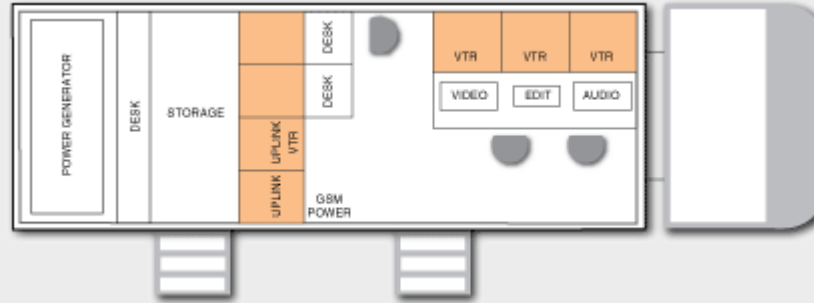 POWER GENERATOR
DESK
STORAGE
UPLINK
VTR
UPLINK
DESK
DESK
GSM
POWER
VTR
VTR
VTR
VIDEO
EDIT
AUDIO